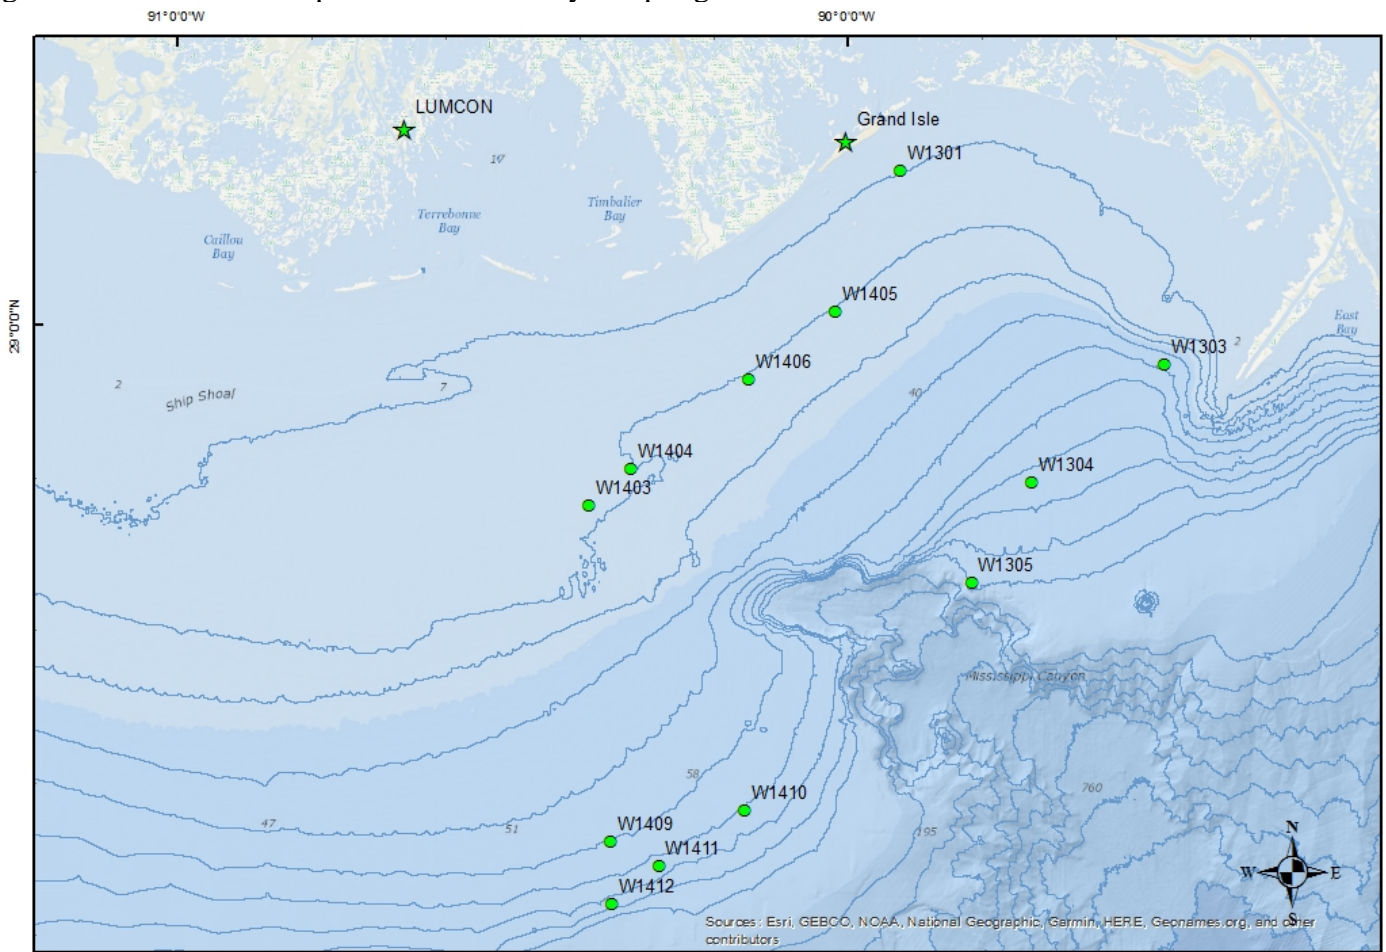 91°0'0"W
90°0'0"W
LUMCON
Grand Isle
W1301
19
Terrebonne
Bay
Timbalier
Bay
Caillou
Bay
W1405
29°0'0"N
East
Bay
2
W1303
W1406
2
7
Ship Shoal
40
W1404
W1304
W1403
W1305
Mississippi Canyon
58
760
W1410
47
51
W1409
195
N
W1411
W
E
W1412
S
Sources: Esri, GEBCO, NOAA, National Geographic, Garmin, HERE, Geonames.org, and other
contributors